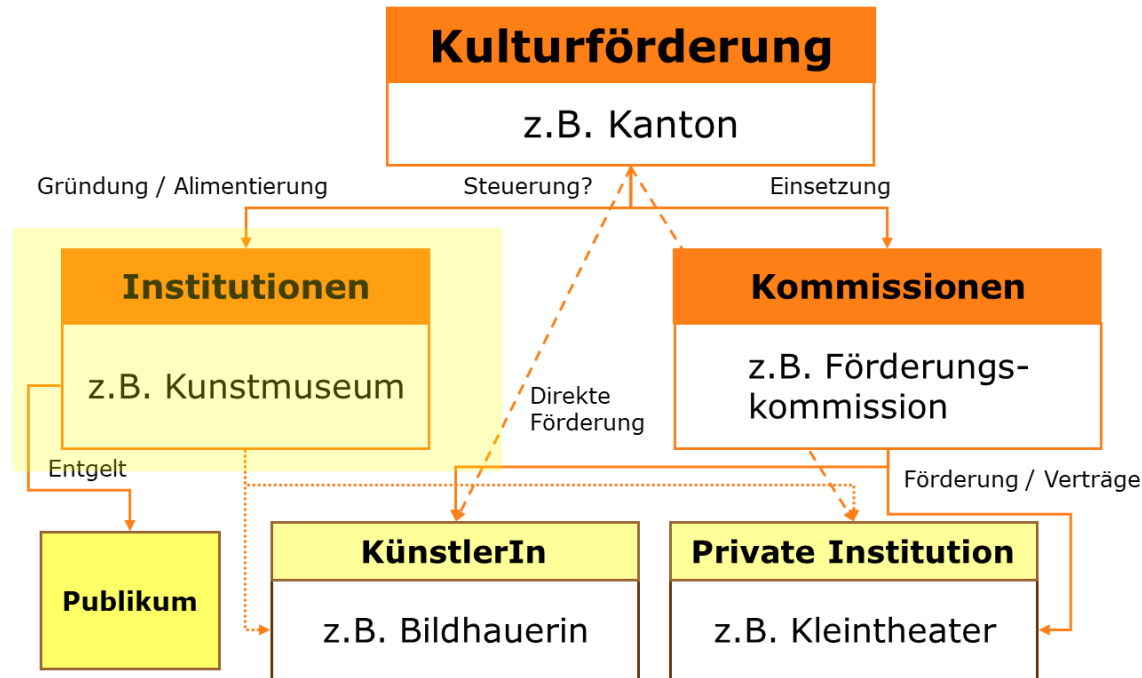 Kulturförderung
z.B. Kanton
Gründung / Alimentierung
Steuerung?
Einsetzung
Institutionen
z.B. Kunstmuseum
Kommissionen
z.B. Förderungs-
kommission
Direkte
Förderung
Entgelt
Förderung / Verträge
Publikum
KünstlerIn
z.B. Bildhauerin
Private Institution
z.B. Kleintheater